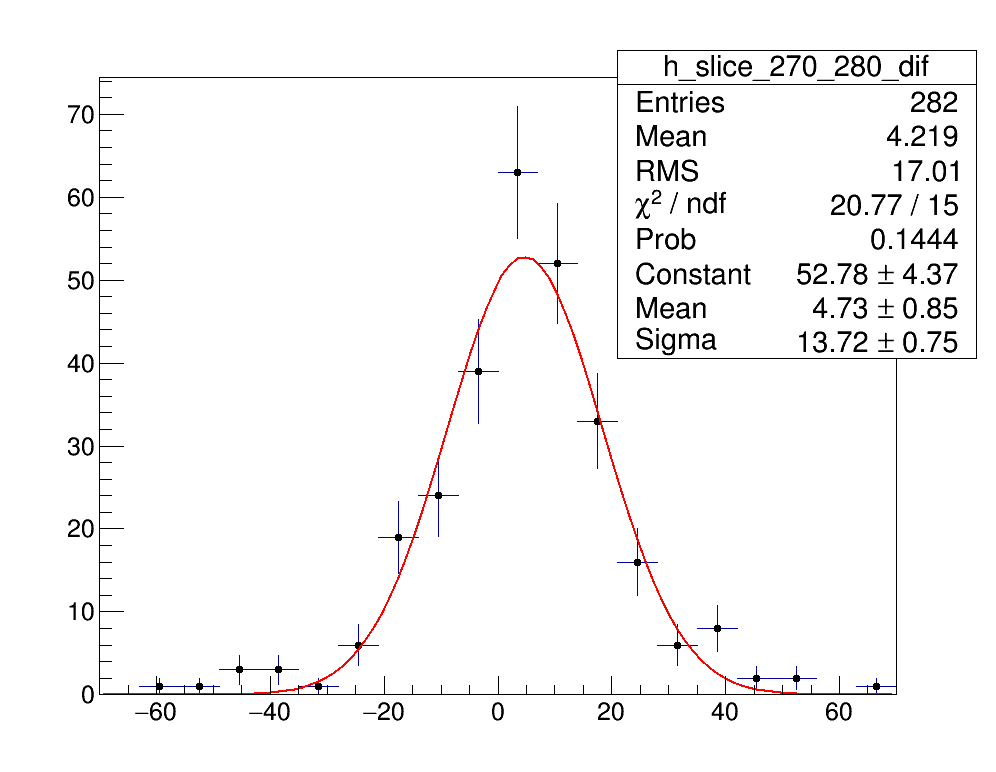 h_slice_270_280_dif
Entries 282
Mean 4.219
RMS 17.01
χ² / ndf 20.77 / 15
Prob 0.1444
Constant 52.78 ± 4.37
Mean 4.73 ± 0.85
Sigma 13.72 ± 0.75
70
60
50
40
30
20
10
0
−60 −40 −20 0 20 40 60